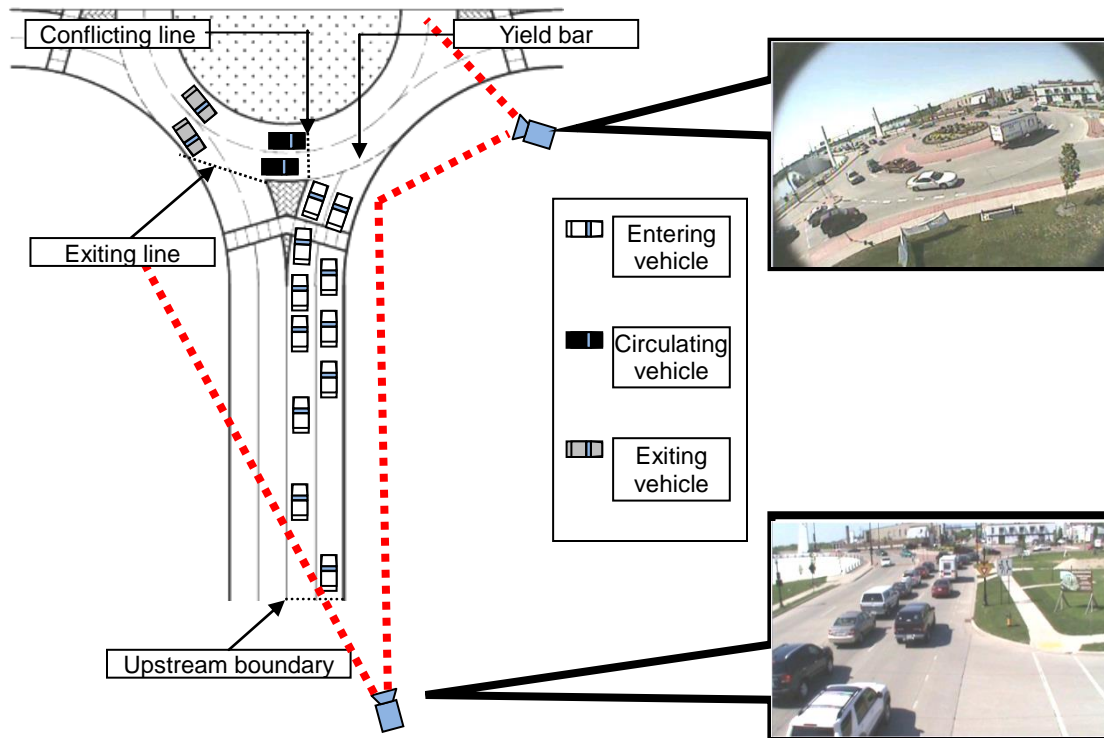 Conflicting line
Yield bar
Exiting line
Entering
vehicle
Circulating
vehicle
Exiting
vehicle
Upstream boundary